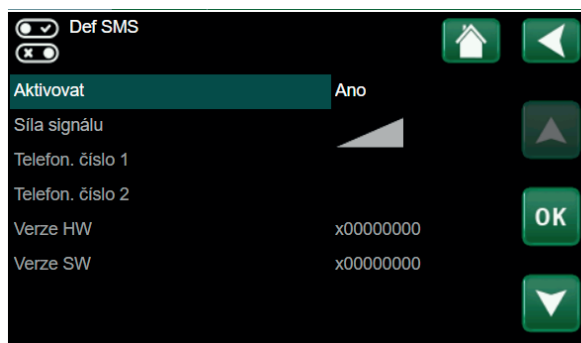 Def SMS
Aktivovat Ano
Síla signálu
Telefon. číslo 1
Telefon. číslo 2
Verze HW x00000000
OK
Verze SW x00000000